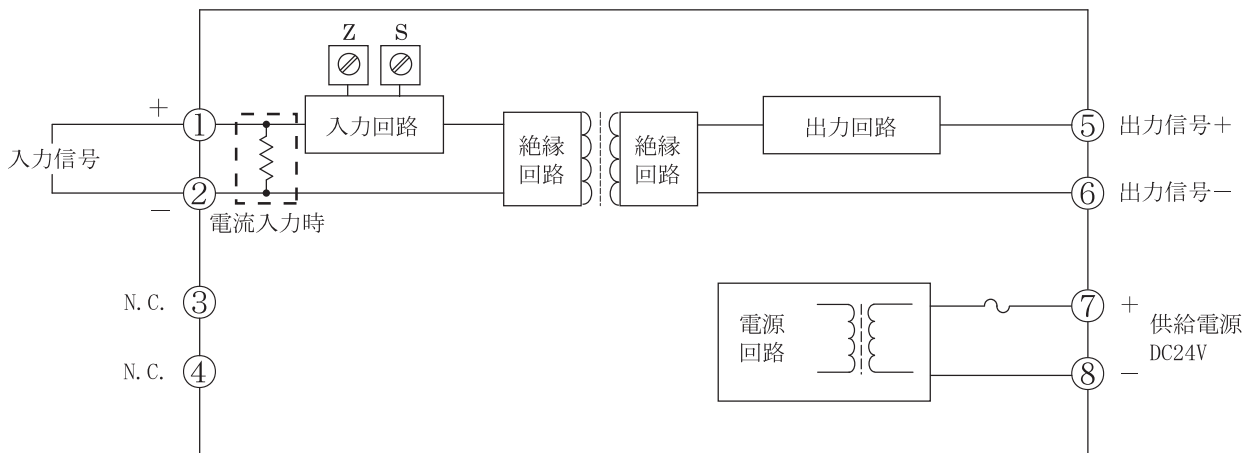 Z
S
+
①
入力回路
入力信号
②
−
電流入力時
絶縁
回路
絶縁
回路
出力回路
⑤
出力信号+
⑥
出力信号−
N.C.
③
N.C.
④
電源
回路
⑦
+
供給電源
DC24V
⑧
−